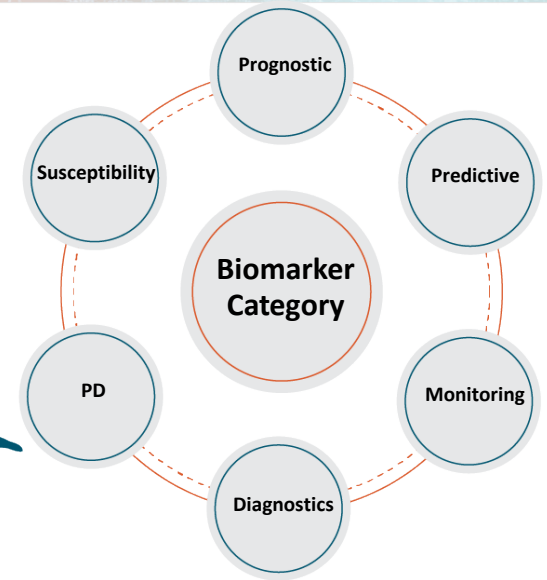 Prognostic
Susceptibility
Predictive
Biomarker
Category
PD
Monitoring
Diagnostics